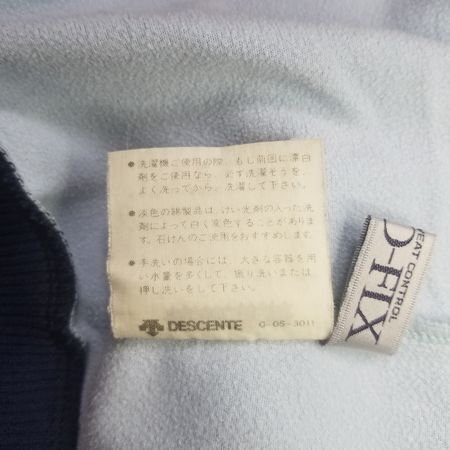 ● 洗濯機ご使用の際、もし前回に漂白
剤をご使用なら、必ず洗濯そうを、
よく洗ってから、洗濯して下さい。
● 淡色の綿製品は、けい光剤の入った洗
剤によって白く変色することがありま
す。石けんのご使用をおすすめします。
● 手洗いの場合には、大きな容器を用
い水量を多くして、振り洗いまたは
押し洗いをして下さい。
DESCENTE G-05-3011
HEAT CONTROL
D-FIX